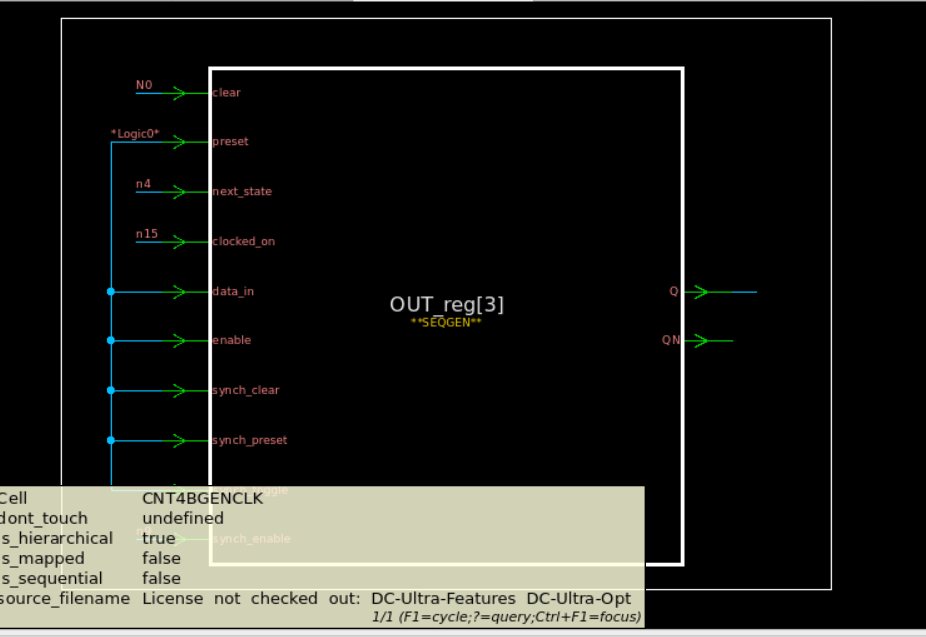 N0
clear
*Logic0*
preset
n4
next_state
n15
clocked_on
data_in
Q
OUT_reg[3]
**SEQGEN**
enable
QN
synch_clear
synch_preset
synch_toggle
Cell CNT4BGENCLK
dont_touch undefined
synch_enable
s_hierarchical true
s_mapped false
s_sequential false
source_filename License not checked out: DC-Ultra-Features DC-Ultra-Opt
1/1 (F1=cycle;?=query;Ctrl+F1=focus)